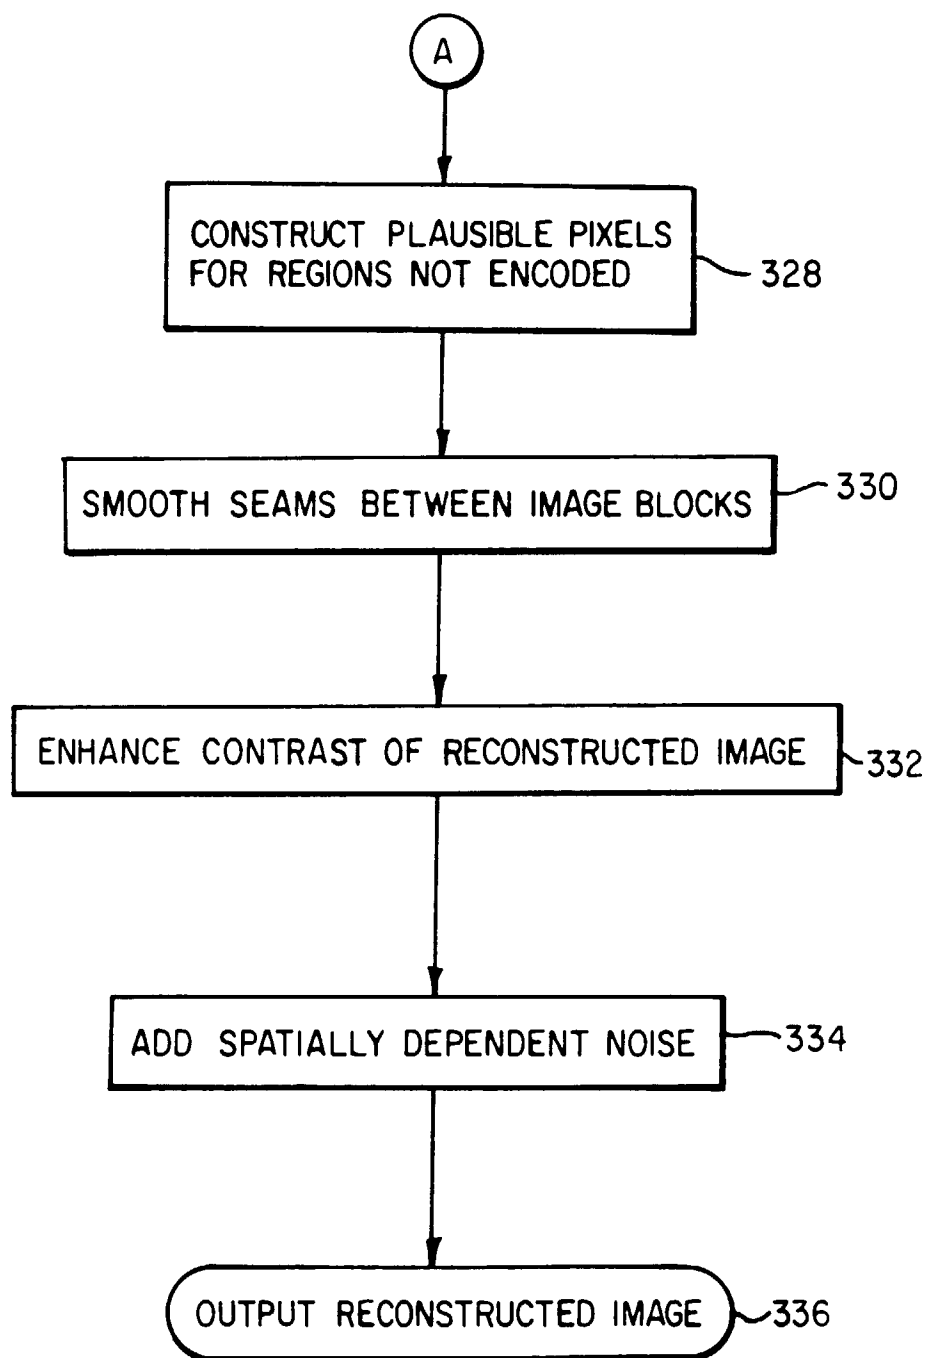 A
CONSTRUCT PLAUSIBLE PIXELS
FOR REGIONS NOT ENCODED
328
SMOOTH SEAMS BETWEEN IMAGE BLOCKS
330
ENHANCE CONTRAST OF RECONSTRUCTED IMAGE
332
ADD SPATIALLY DEPENDENT NOISE
334
OUTPUT RECONSTRUCTED IMAGE
336